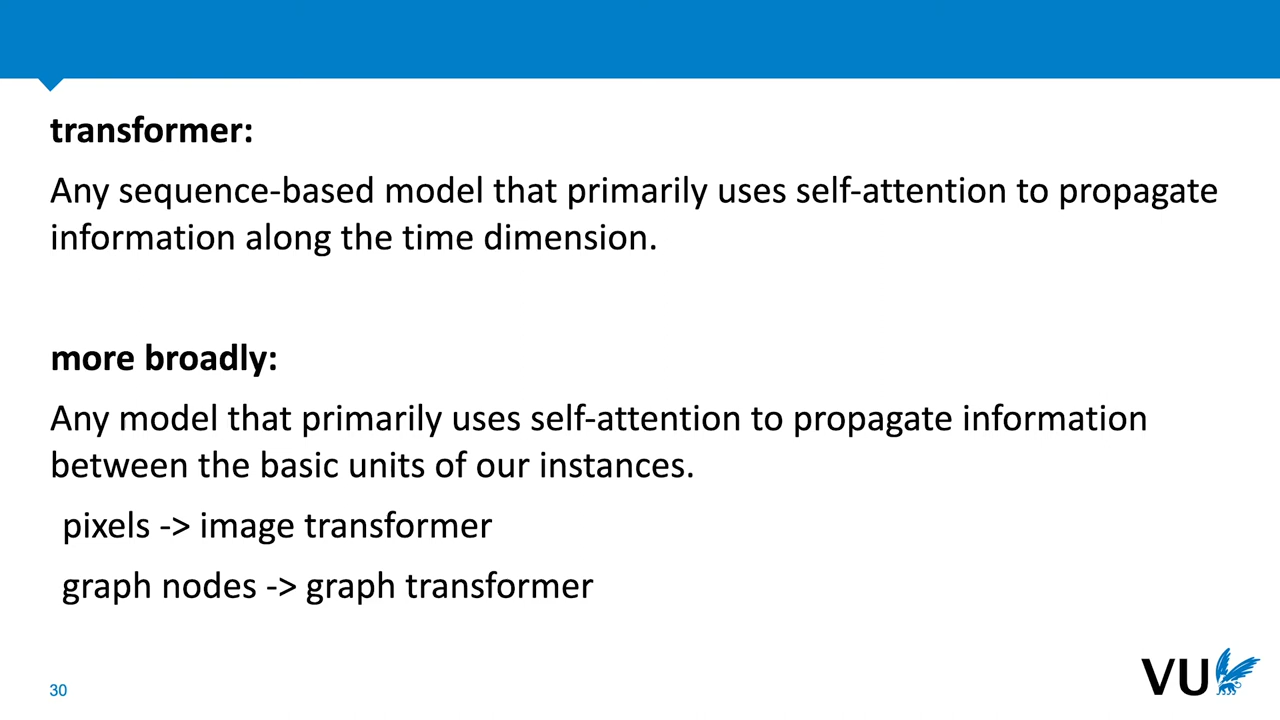 transformer:
Any sequence-based model that primarily uses self-attention to propagate
information along the time dimension.
more broadly:
Any model that primarily uses self-attention to propagate information
between the basic units of our instances.
pixels -> image transformer
graph nodes -> graph transformer
30
VU